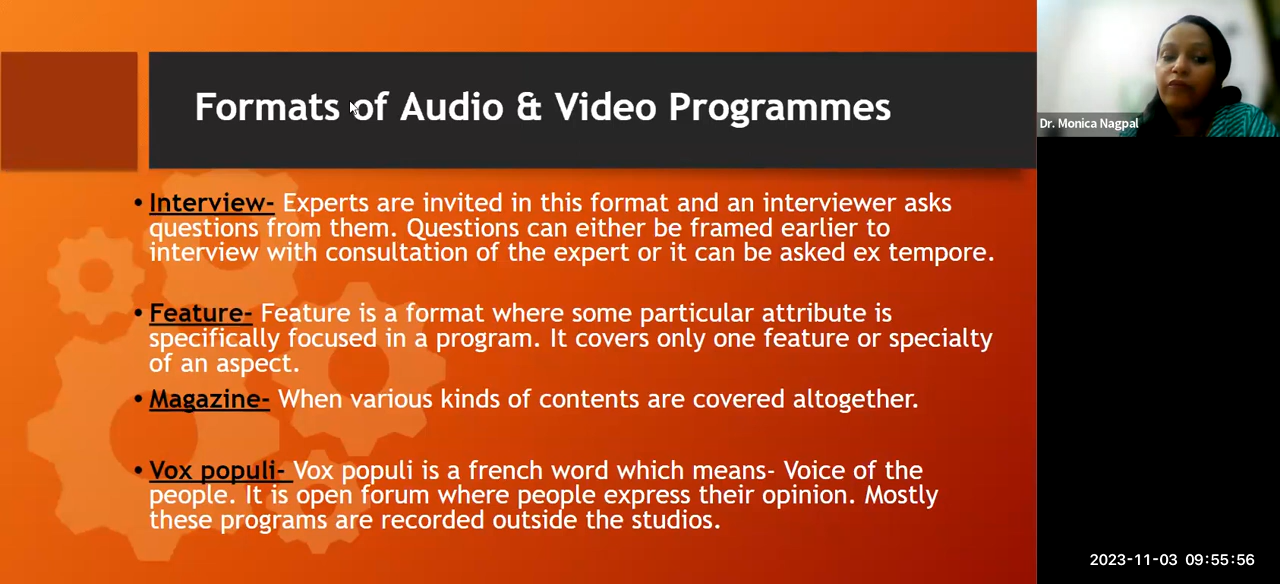 Formats of Audio & Video Programmes
• Interview- Experts are invited in this format and an interviewer asks
questions from them. Questions can either be framed earlier to
interview with consultation of the expert or it can be asked ex tempore.
• Feature- Feature is a format where some particular attribute is
specifically focused in a program. It covers only one feature or specialty
of an aspect.
• Magazine- When various kinds of contents are covered altogether.
• Vox populi- Vox populi is a french word which means- Voice of the
people. It is open forum where people express their opinion. Mostly
these programs are recorded outside the studios.
Dr. Monica Nagpal
2023-11-03 09:55:56